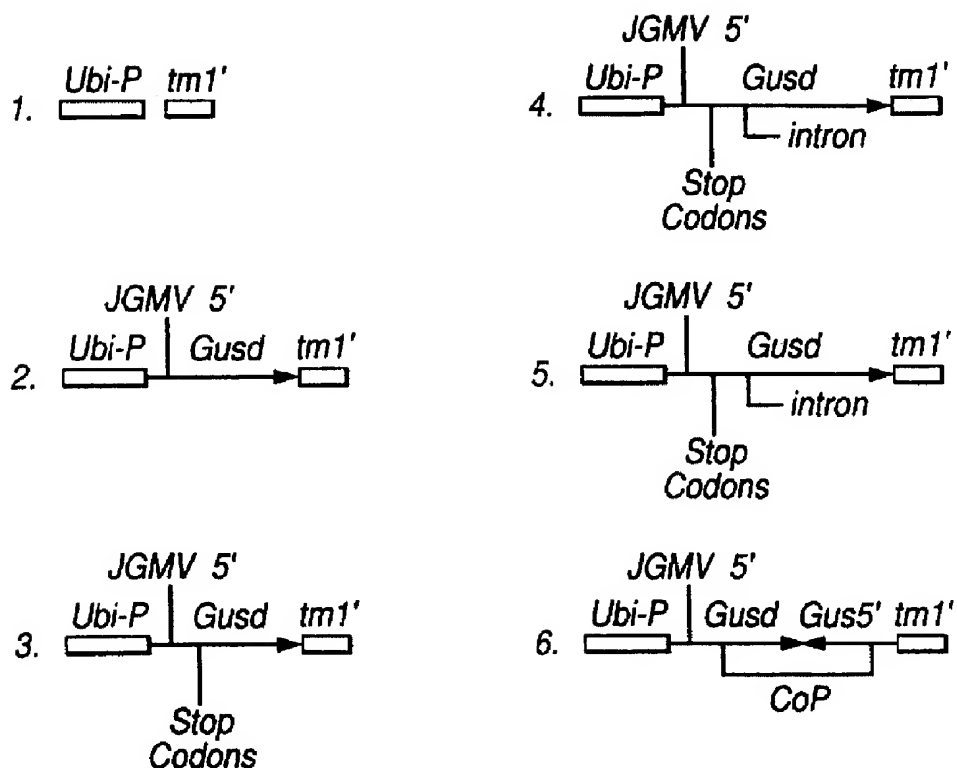 1.
Ubi-P tm1'
2.
JGMV 5'
Ubi-P Gusd tm1'
3.
JGMV 5'
Ubi-P Gusd tm1'
Stop
Codons
4.
JGMV 5'
Ubi-P Gusd tm1'
intron
Stop
Codons
5.
JGMV 5'
Ubi-P Gusd tm1'
intron
Stop
Codons
6.
JGMV 5'
Ubi-P Gusd Gus5' tm1'
CoP